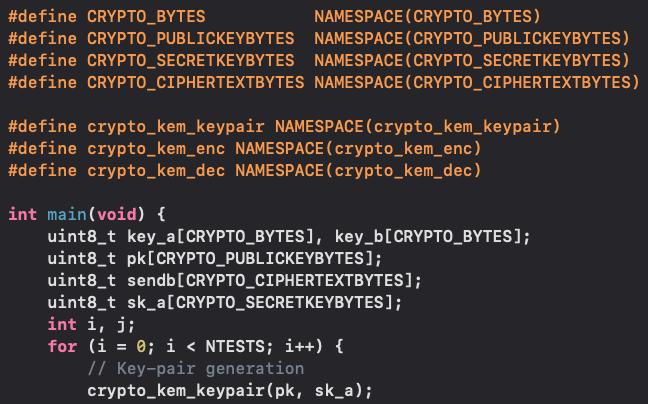 #define CRYPTO_BYTES           NAMESPACE(CRYPTO_BYTES)
#define CRYPTO_PUBLICKEYBYTES  NAMESPACE(CRYPTO_PUBLICKEYBYTES)
#define CRYPTO_SECRETKEYBYTES  NAMESPACE(CRYPTO_SECRETKEYBYTES)
#define CRYPTO_CIPHERTEXTBYTES NAMESPACE(CRYPTO_CIPHERTEXTBYTES)

#define crypto_kem_keypair NAMESPACE(crypto_kem_keypair)
#define crypto_kem_enc NAMESPACE(crypto_kem_enc)
#define crypto_kem_dec NAMESPACE(crypto_kem_dec)

int main(void) {
    uint8_t key_a[CRYPTO_BYTES], key_b[CRYPTO_BYTES];
    uint8_t pk[CRYPTO_PUBLICKEYBYTES];
    uint8_t sendb[CRYPTO_CIPHERTEXTBYTES];
    uint8_t sk_a[CRYPTO_SECRETKEYBYTES];
    int i, j;
    for (i = 0; i < NTESTS; i++) {
        // Key-pair generation
        crypto_kem_keypair(pk, sk_a);